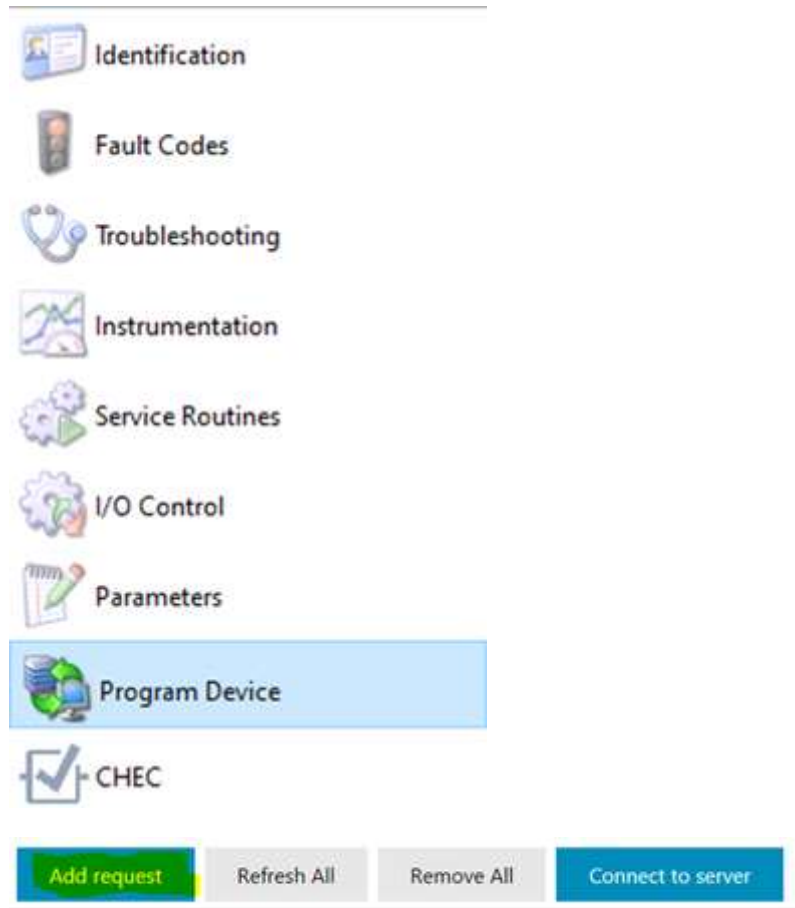 Identification
Fault Codes
Troubleshooting
Instrumentation
Service Routines
I/O Control
Parameters
Program Device
CHEC
Add request Refresh All Remove All Connect to server